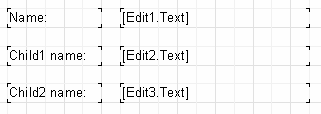 Name: [Edit1.Text]
Child1 name: [Edit2.Text]
Child2 name: [Edit3.Text]